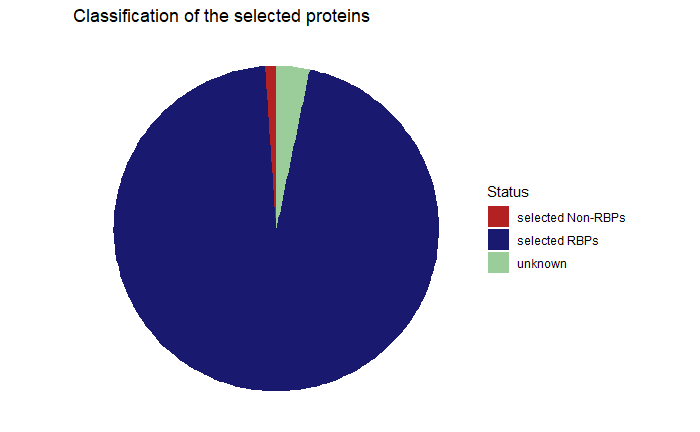 Classification of the selected proteins
Status
selected Non-RBPs
selected RBPs
unknown